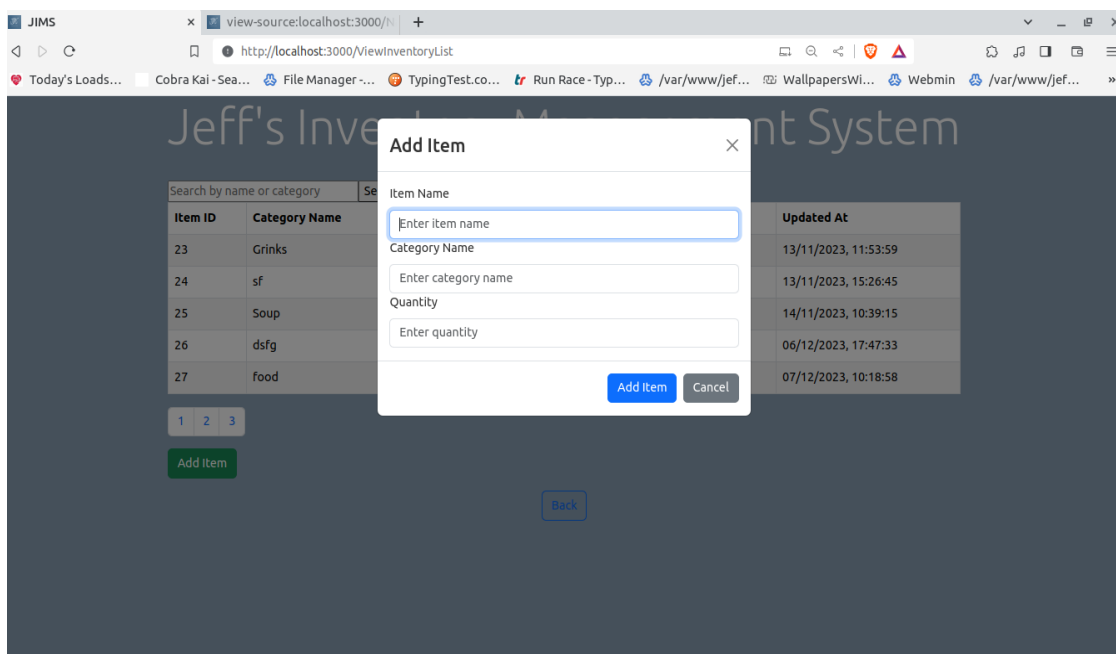 JIMS
view-source:localhost:3000/N
http://localhost:3000/ViewInventoryList
Today's Loads...
Cobra Kai - Sea...
File Manager -...
TypingTest.co...
Run Race - Typ...
/var/www/jef...
WallpapersWi...
Webmin
/var/www/jef...
Jeff's Inve
nt System
Add Item
Search by name or category
Se
Item Name
Enter item name
Category Name
Enter category name
Quantity
Enter quantity
Add Item
Cancel
Item ID Category Name Updated At
23 Grinks 13/11/2023, 11:53:59
24 sf 13/11/2023, 15:26:45
25 Soup 14/11/2023, 10:39:15
26 dsfg 06/12/2023, 17:47:33
27 food 07/12/2023, 10:18:58
1 2 3
Add Item
Back